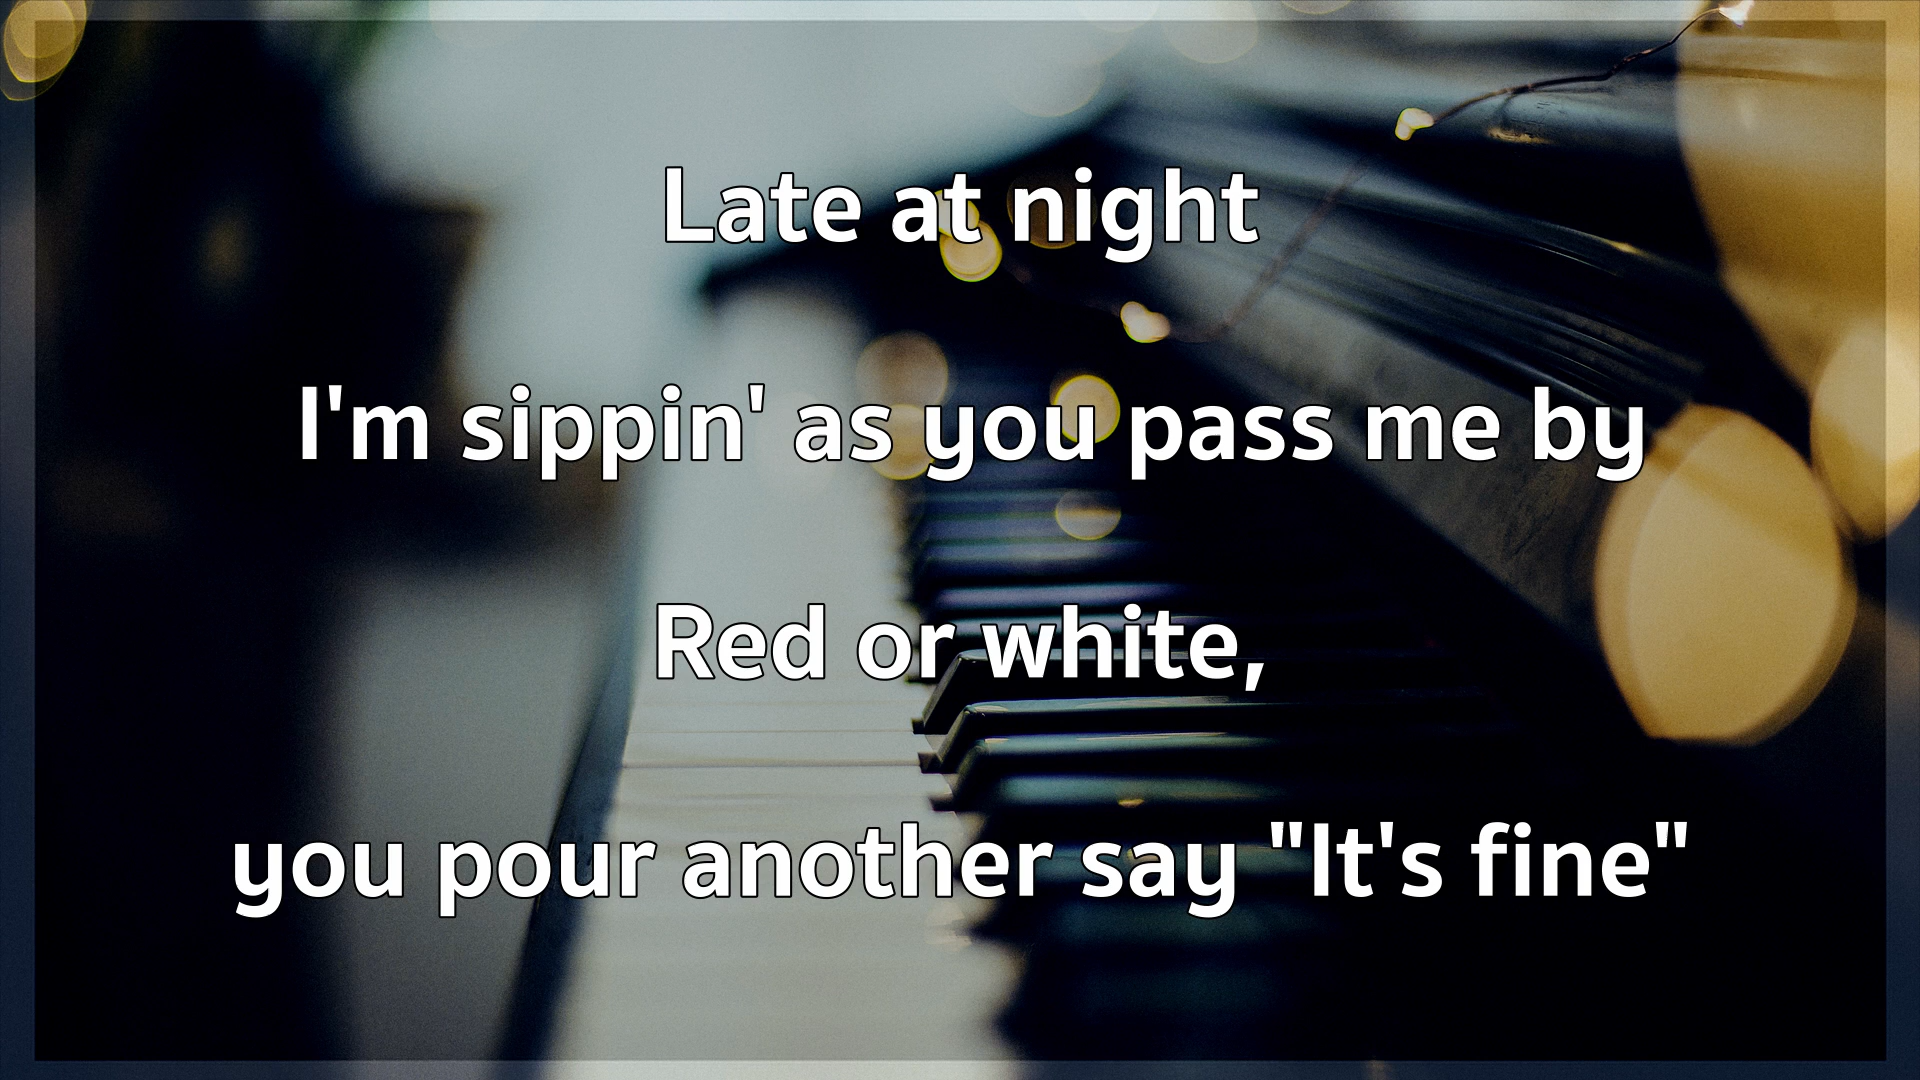 Late at night
I'm sippin' as you pass me by
Red or white,
you pour another say "It's fine"